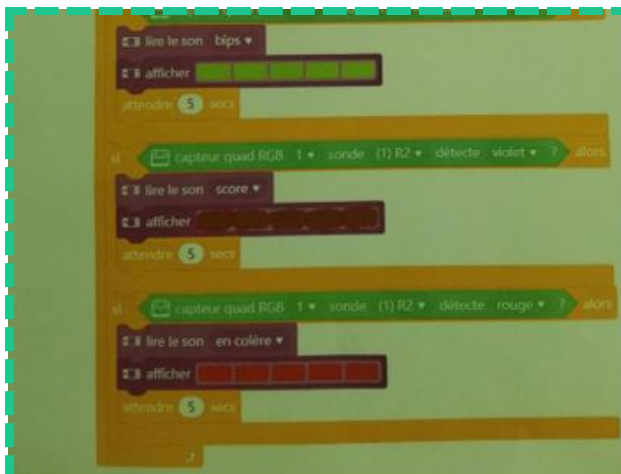 lire le son bips
afficher
attendre 5 secs
si capteur quad RGB 1 sonde (1) R2 détecte violet ? alors
lire le son score
afficher
attendre 5 secs
si capteur quad RGB 1 sonde (1) R2 détecte rouge ? alors
lire le son en colère
afficher
attendre 5 secs